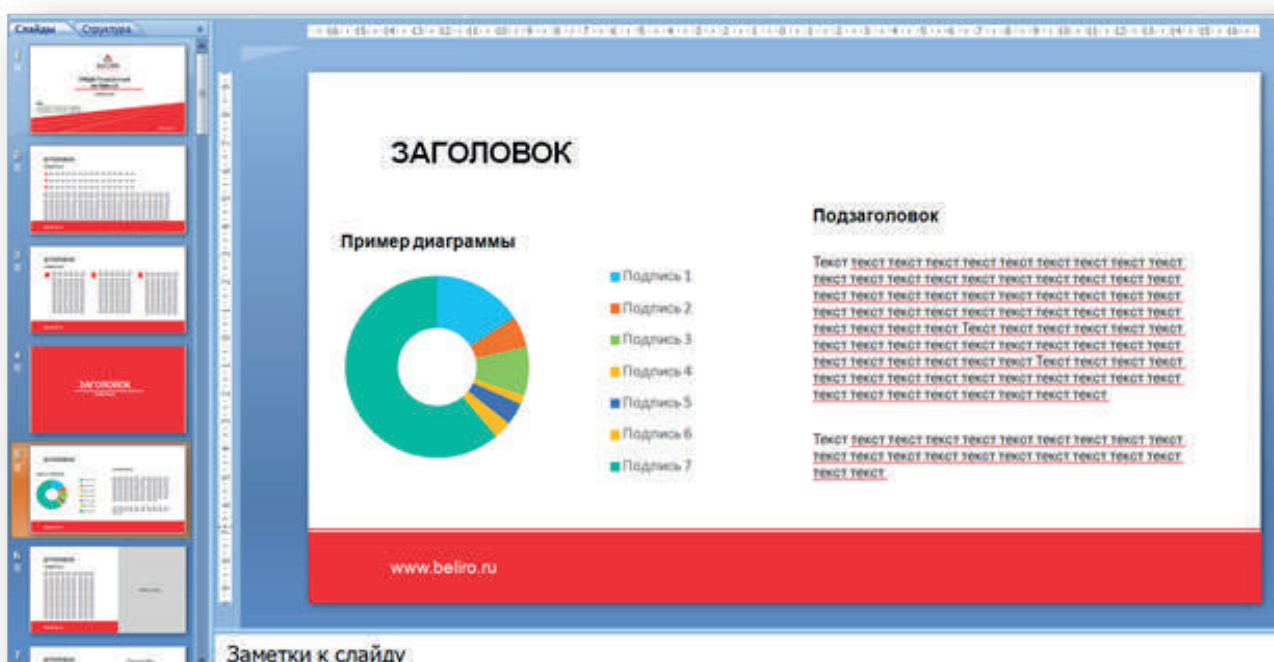 Слайды
Структура
ЗАГОЛОВОК
ЗАГОЛОВОК
Пример диаграммы
Подпись 1
Подпись 2
Подпись 3
Подпись 4
Подпись 5
Подпись 6
Подпись 7
Подзаголовок
Текст текст текст текст текст текст текст текст текст текст
текст текст текст текст текст текст текст текст текст текст
текст текст текст текст текст текст текст текст текст текст
текст текст текст текст текст текст текст текст текст текст
текст текст текст текст Текст текст текст текст текст текст
текст текст текст текст текст текст текст текст текст текст
текст текст текст текст текст текст Текст текст текст текст
текст текст текст текст текст текст текст текст текст текст
текст текст текст текст текст текст текст текст
Текст текст текст текст текст текст текст текст текст текст
текст текст текст текст текст текст текст текст текст текст
текст текст
www.beliro.ru
Заметки к слайду